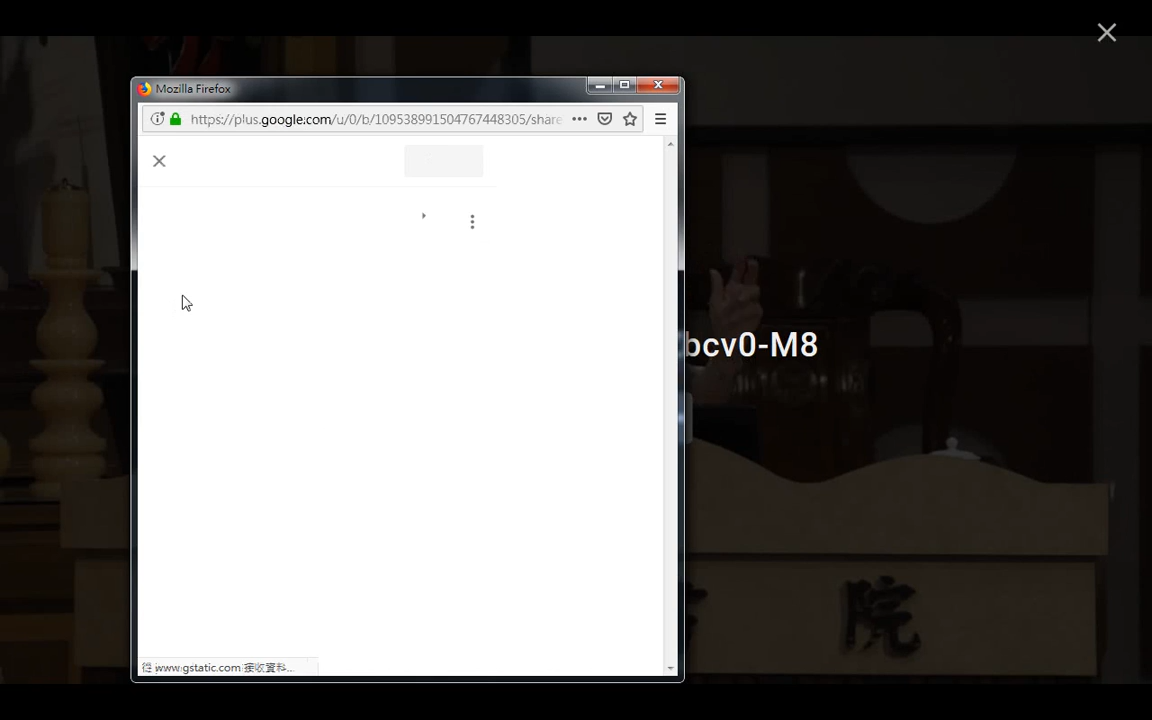 Mozilla Firefox
https://plus.google.com/u/0/b/109538991504767448305/share
bcv0-M8
院
從 www.gstatic.com 接收資料...